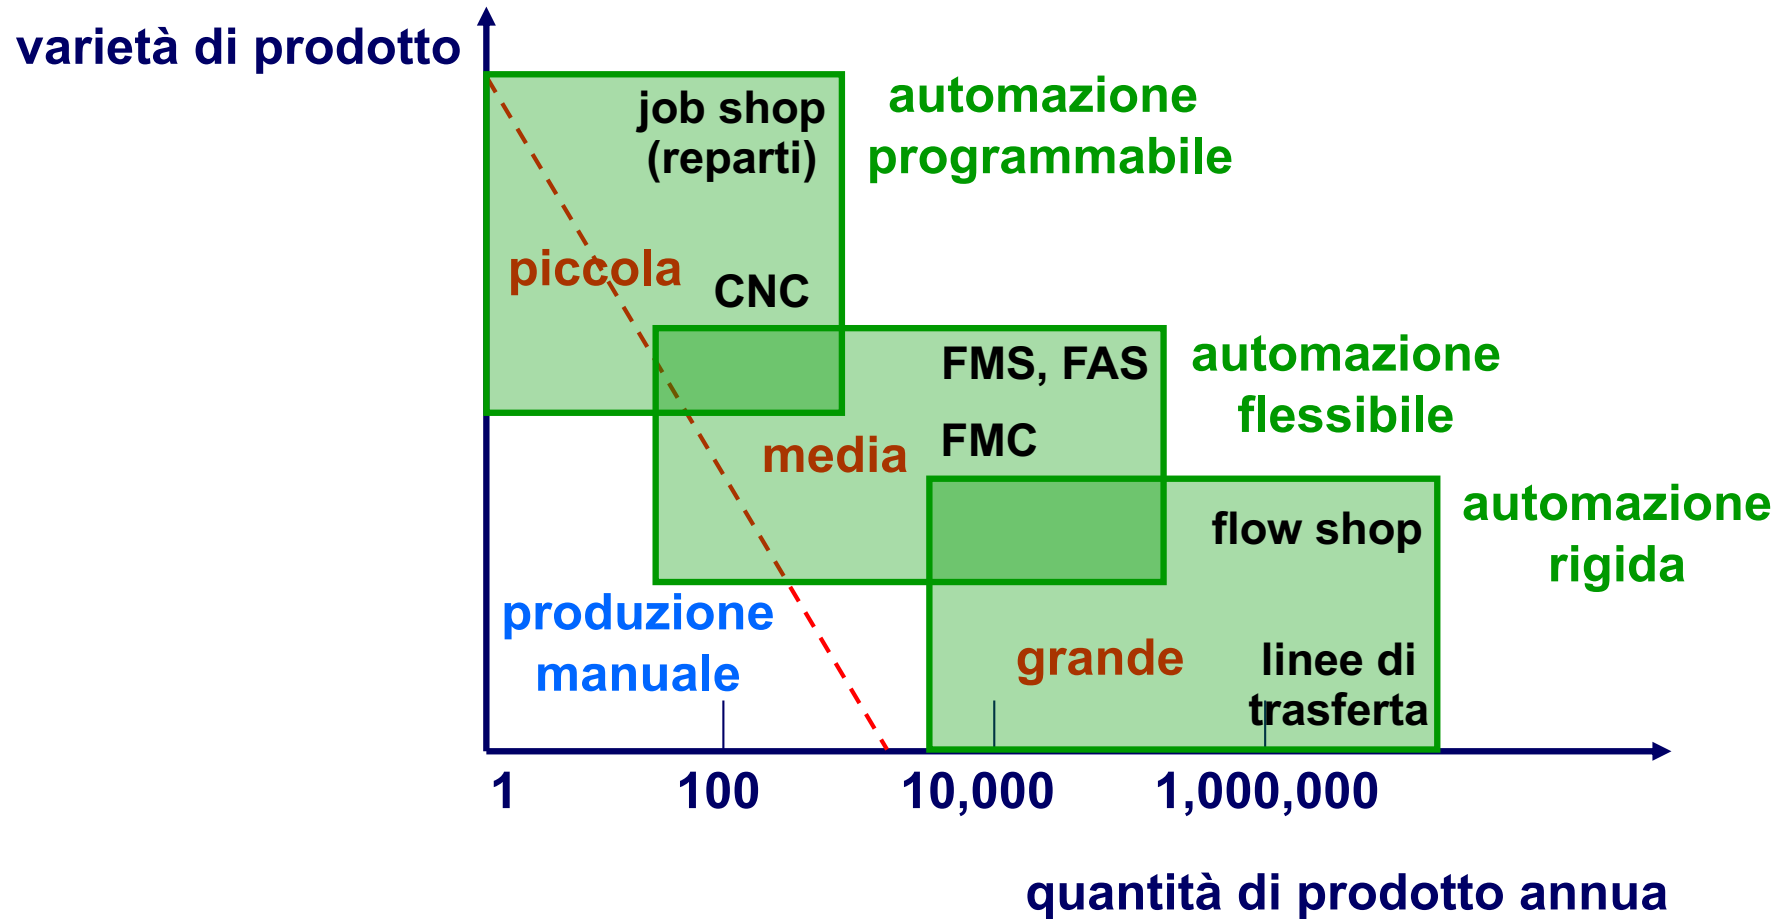 varietà di prodotto
job shop
(reparti)
automazione
programmabile
piccola
CNC
FMS, FAS
FMC
automazione
flessibile
media
flow shop
automazione
rigida
produzione
manuale
grande
linee di
trasferta
1
100
10,000
1,000,000
quantità di prodotto annua